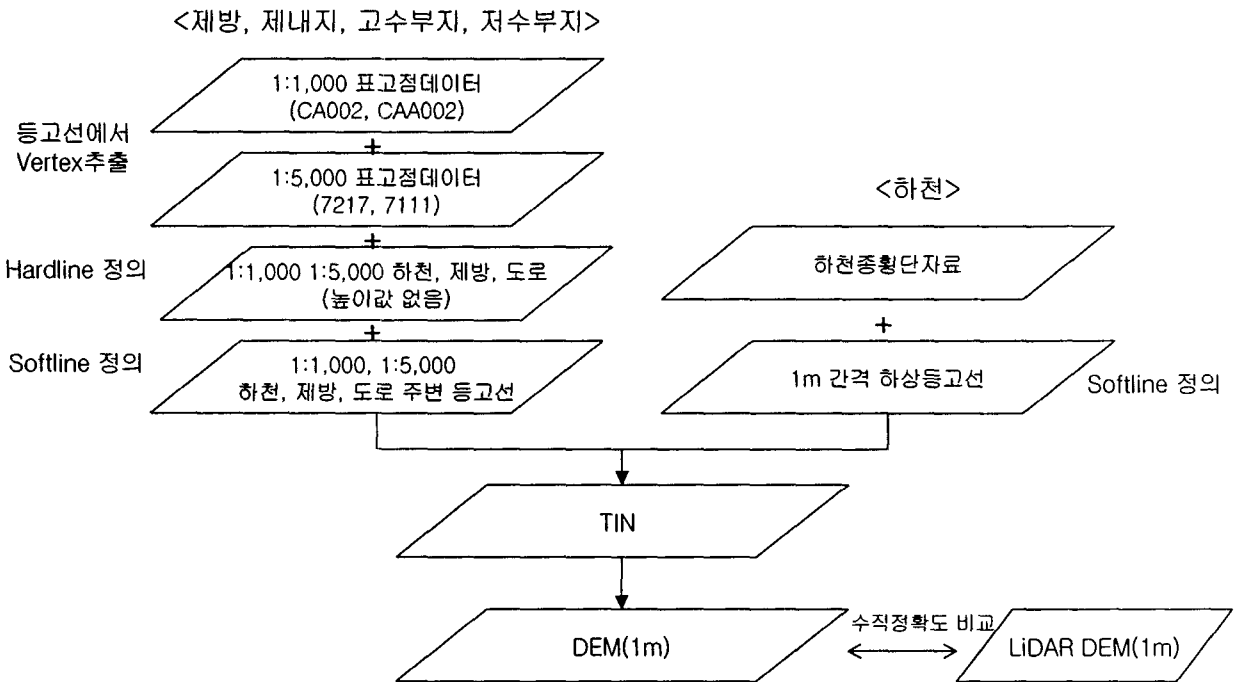 <제방, 제내지, 고수부지, 저수부지>
1:1,000 표고점데이터
(CA002, CAA002)
등고선에서
Vertex추출
+
1:5,000 표고점데이터
(7217, 7111)
<하천>
+
Hardline 정의
1:1,000 1:5,000 하천, 제방, 도로
(높이값 없음)
하천종횡단자료
+
+
Softline 정의
1:1,000, 1:5,000
하천, 제방, 도로 주변 등고선
1m 간격 하상등고선
Softline 정의
TIN
DEM(1m)
수직정확도 비교
LiDAR DEM(1m)